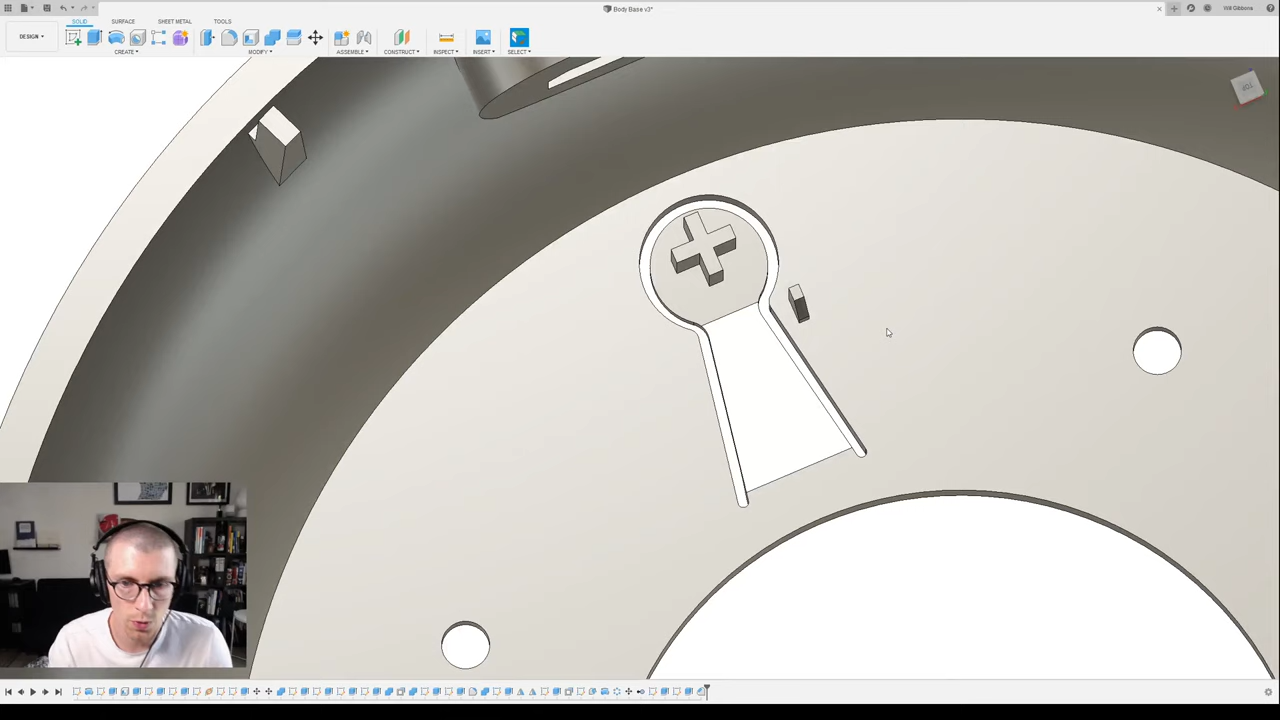 Body Base v3*
Will Gibbons
DESIGN
SOLID
SURFACE
SHEET METAL
TOOLS
CREATE
MODIFY
ASSEMBLE
CONSTRUCT
INSPECT
INSERT
SELECT